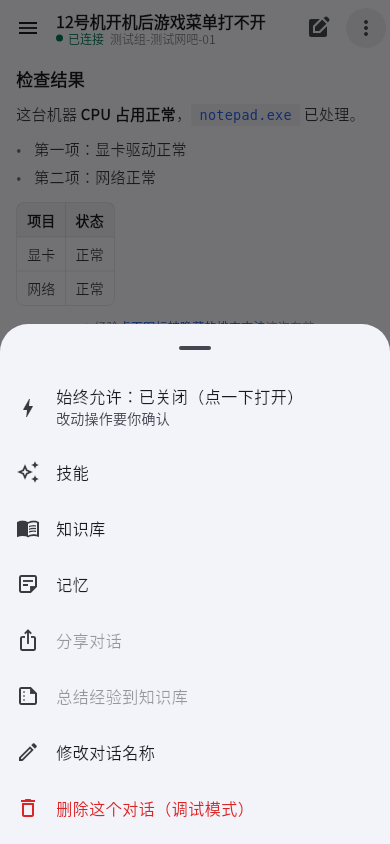 12号机开机后游戏菜单打不开
已连接 测试组-测试网吧-01
检查结果
这台机器 CPU 占用正常， notepad.exe 已处理。
• 第一项：显卡驱动正常
• 第二项：网络正常
项目 状态
显卡 正常
网络 正常
始终允许：已关闭（点一下打开）
改动操作要你确认
技能
知识库
记忆
分享对话
总结经验到知识库
修改对话名称
删除这个对话（调试模式）